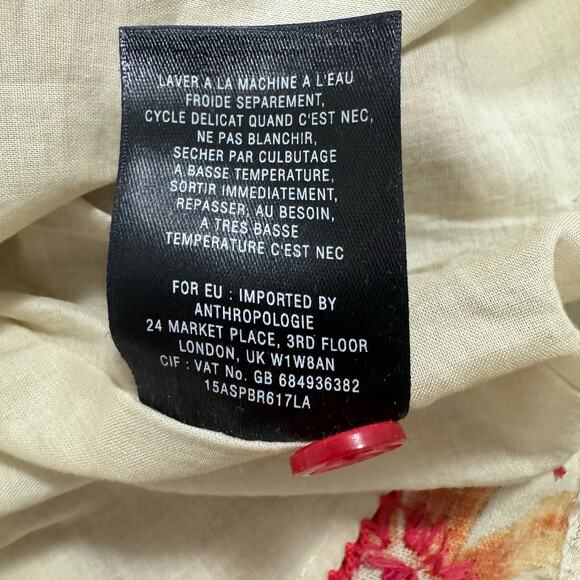 LAVER A LA MACHINE A L'EAU
FROIDE SEPAREMENT,
CYCLE DELICAT QUAND C'EST NEC,
NE PAS BLANCHIR,
SECHER PAR CULBUTAGE
A BASSE TEMPERATURE,
SORTIR IMMEDIATEMENT,
REPASSER, AU BESOIN,
A TRES BASSE
TEMPERATURE C'EST NEC
FOR EU : IMPORTED BY
ANTHROPOLOGIE
24 MARKET PLACE, 3RD FLOOR
LONDON, UK W1W8AN
CIF : VAT No. GB 684936382
15ASPBR617LA